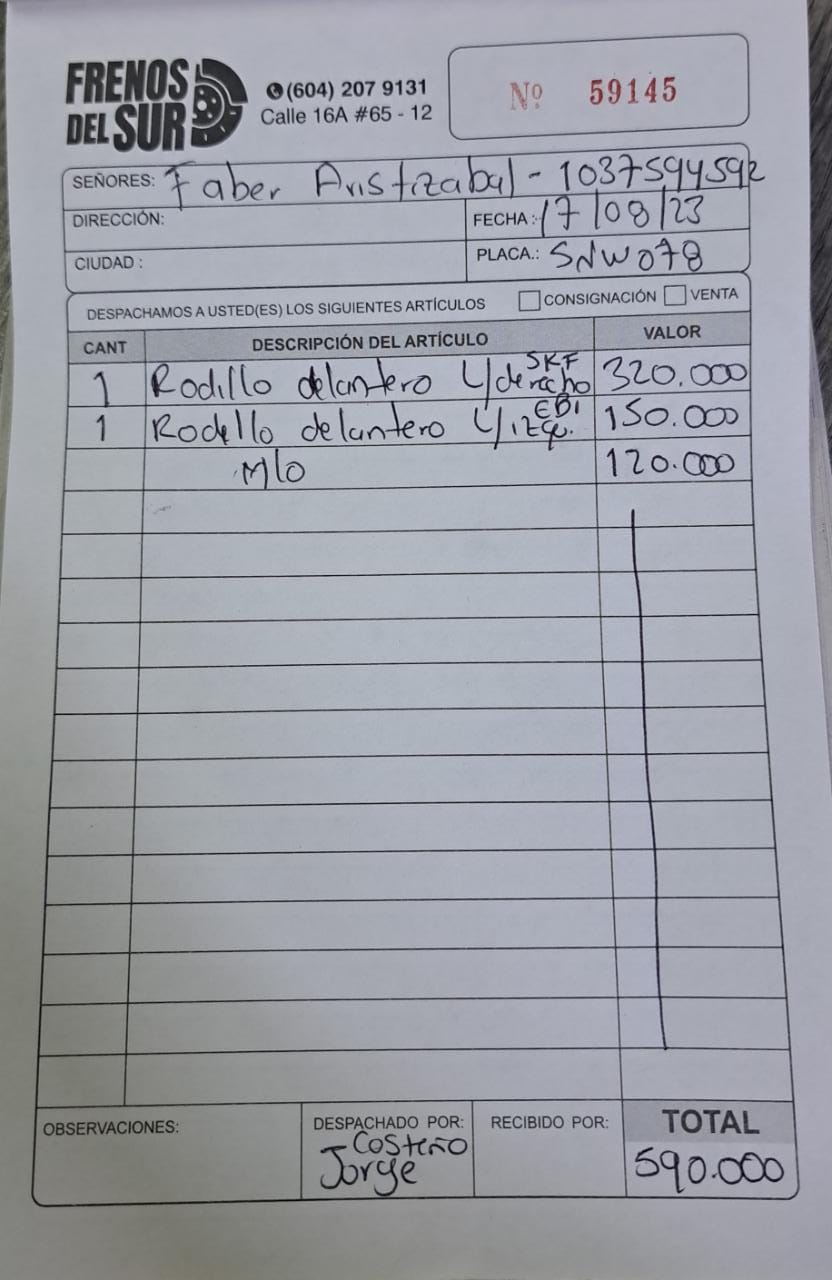 FRENOS
DEL SUR
(604) 207 9131
Calle 16A #65 - 12
Nº 59145
SEÑORES: Faber Aristizabal - 1037594592
DIRECCIÓN:
FECHA: 17/08/23
CIUDAD :
PLACA.: SNW078
DESPACHAMOS A USTED(ES) LOS SIGUIENTES ARTÍCULOS CONSIGNACIÓN VENTA
CANT DESCRIPCIÓN DEL ARTÍCULO VALOR
1 Rodillo delantero L/derecho SKF 320.000
1 Rodillo delantero L/izq. EBI 150.000
M/O 120.000
OBSERVACIONES:
DESPACHADO POR:
Costeño
Jorge
RECIBIDO POR:
TOTAL
590.000